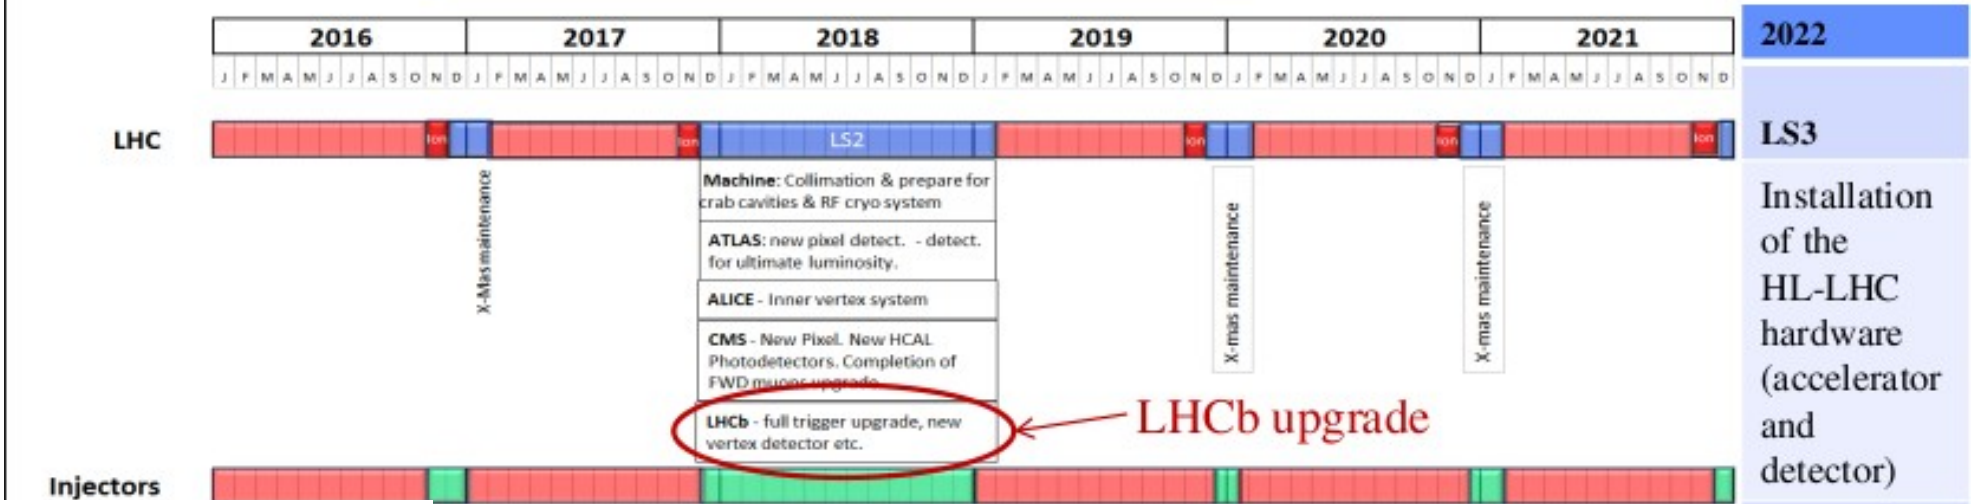 2016 2017 2018 2019 2020 2021 2022
J F M A M J J A S O N D J F M A M J J A S O N D J F M A M J J A S O N D J F M A M J J A S O N D J F M A M J J A S O N D J F M A M J J A S O N D
LHC Ion Ion LS2 Ion Ion Ion LS3
X-Mas maintenance
Machine: Collimation & prepare for
crab cavities & RF cryo system
ATLAS: new pixel detect. - detect.
for ultimate luminosity.
ALICE - Inner vertex system
CMS - New Pixel. New HCAL
Photodetectors. Completion of
FWD muons upgrade
LHCb - full trigger upgrade, new
vertex detector etc.
LHCb upgrade
X-mas maintenance
X-mas maintenance
Installation
of the
HL-LHC
hardware
(accelerator
and
detector)
Injectors